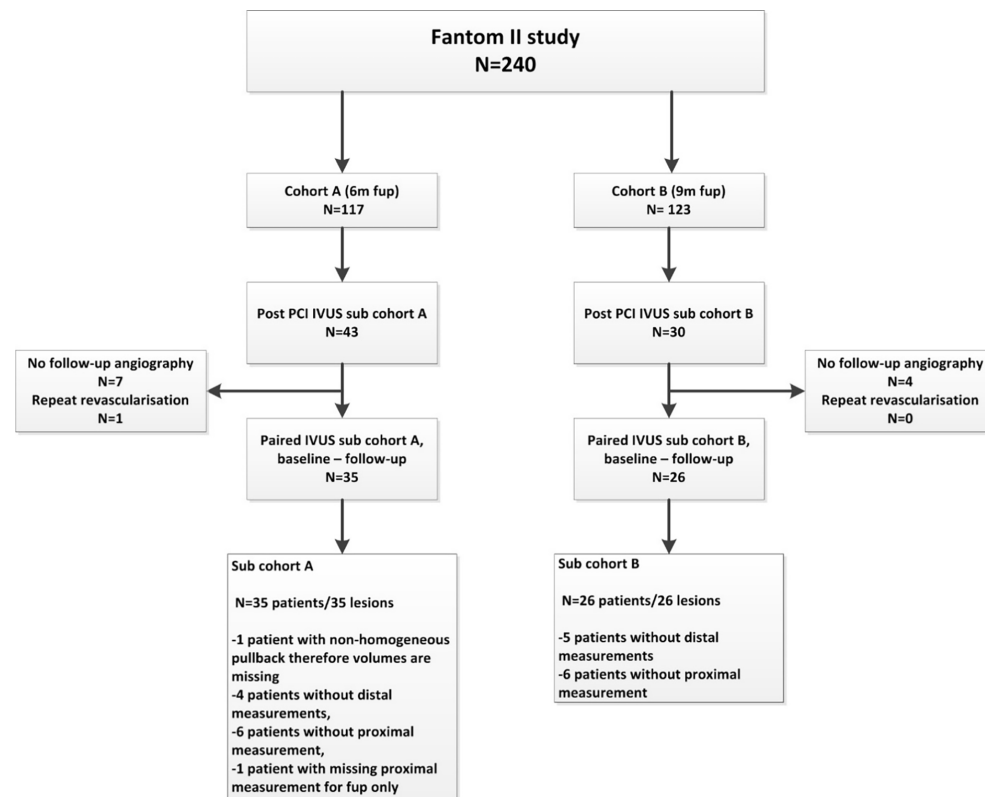 Fantom II study
N=240
Cohort A (6m fup)
N=117
Cohort B (9m fup)
N= 123
Post PCI IVUS sub cohort A
N=43
Post PCI IVUS sub cohort B
N=30
No follow-up angiography
N=7
Repeat revascularisation
N=1
No follow-up angiography
N=4
Repeat revascularisation
N=0
Paired IVUS sub cohort A,
baseline – follow-up
N=35
Paired IVUS sub cohort B,
baseline – follow-up
N=26
Sub cohort A
N=35 patients/35 lesions
-1 patient with non-homogeneous
pullback therefore volumes are
missing
-4 patients without distal
measurements,
-6 patients without proximal
measurement,
-1 patient with missing proximal
measurement for fup only
Sub cohort B
N=26 patients/26 lesions
-5 patients without distal
measurements
-6 patients without proximal
measurement